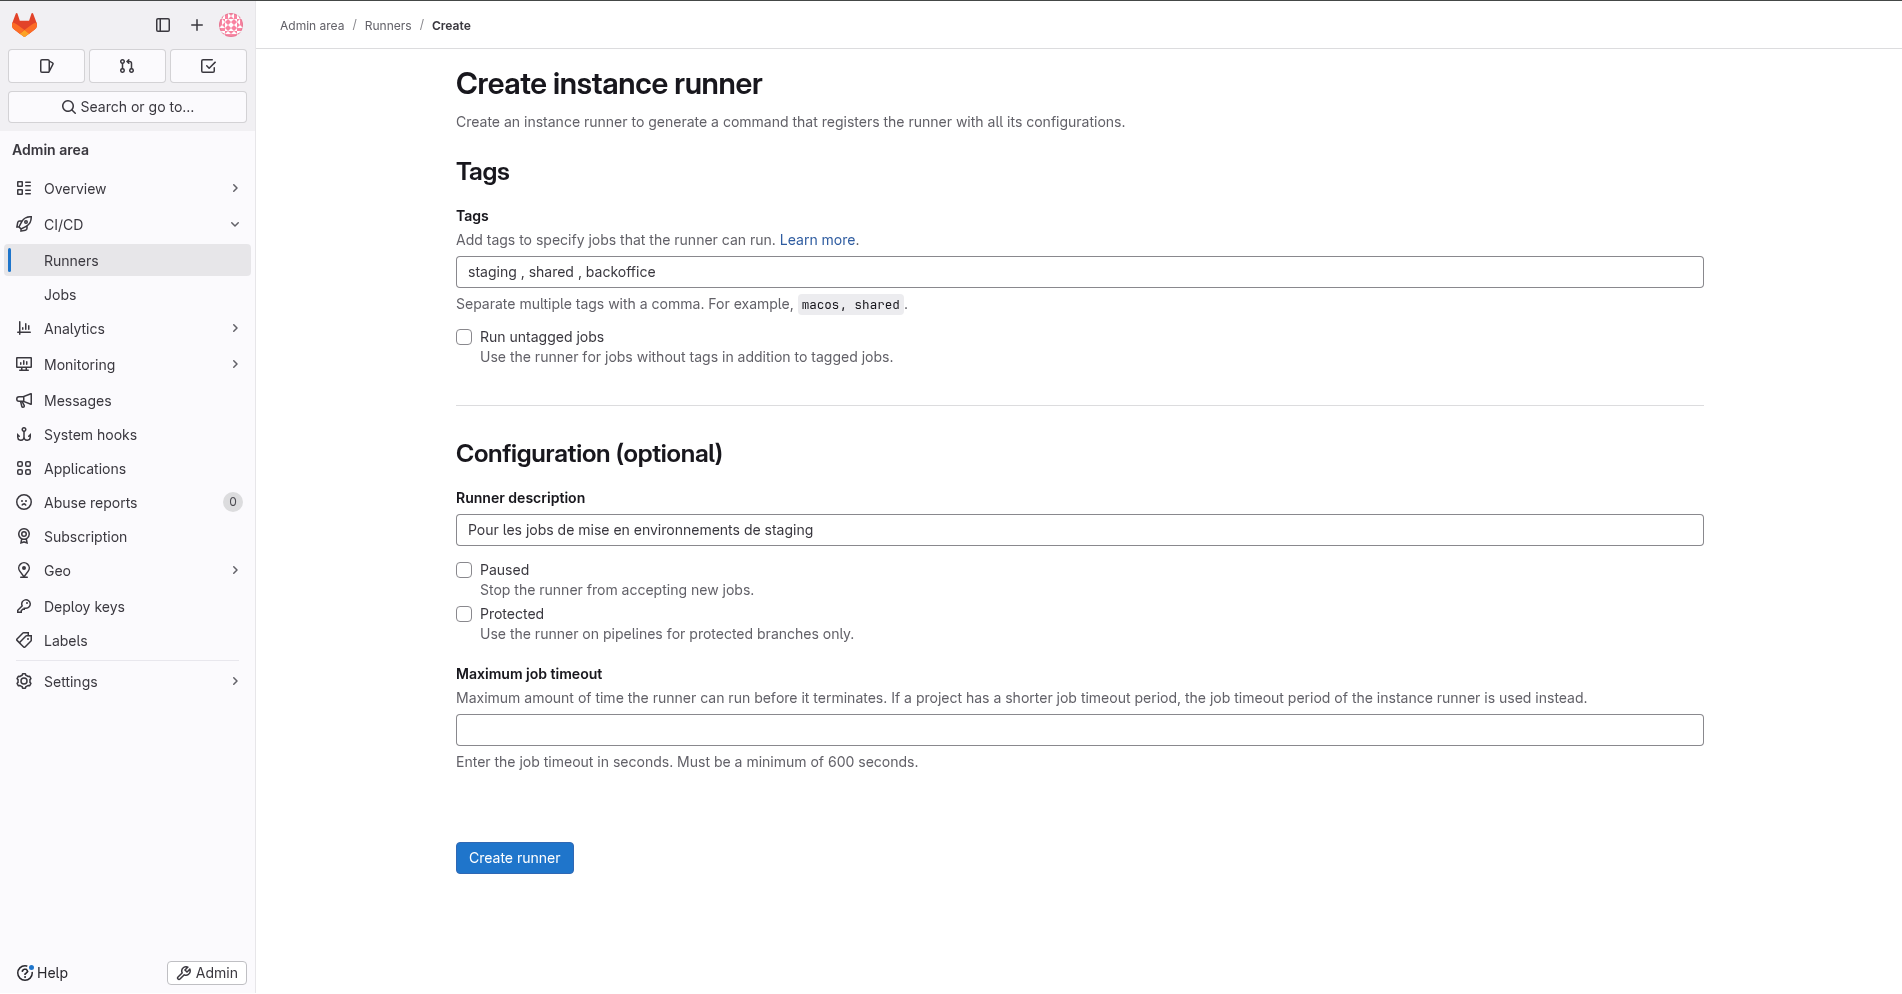 Search or go to...
Admin area
Overview
CI/CD
Runners
Jobs
Analytics
Monitoring
Messages
System hooks
Applications
Abuse reports 0
Subscription
Geo
Deploy keys
Labels
Settings
Help Admin
Admin area / Runners / Create
Create instance runner
Create an instance runner to generate a command that registers the runner with all its configurations.
Tags
Tags
Add tags to specify jobs that the runner can run. Learn more.
staging , shared , backoffice
Separate multiple tags with a comma. For example, macos, shared.
Run untagged jobs
Use the runner for jobs without tags in addition to tagged jobs.
Configuration (optional)
Runner description
Pour les jobs de mise en environnements de staging
Paused
Stop the runner from accepting new jobs.
Protected
Use the runner on pipelines for protected branches only.
Maximum job timeout
Maximum amount of time the runner can run before it terminates. If a project has a shorter job timeout period, the job timeout period of the instance runner is used instead.
Enter the job timeout in seconds. Must be a minimum of 600 seconds.
Create runner